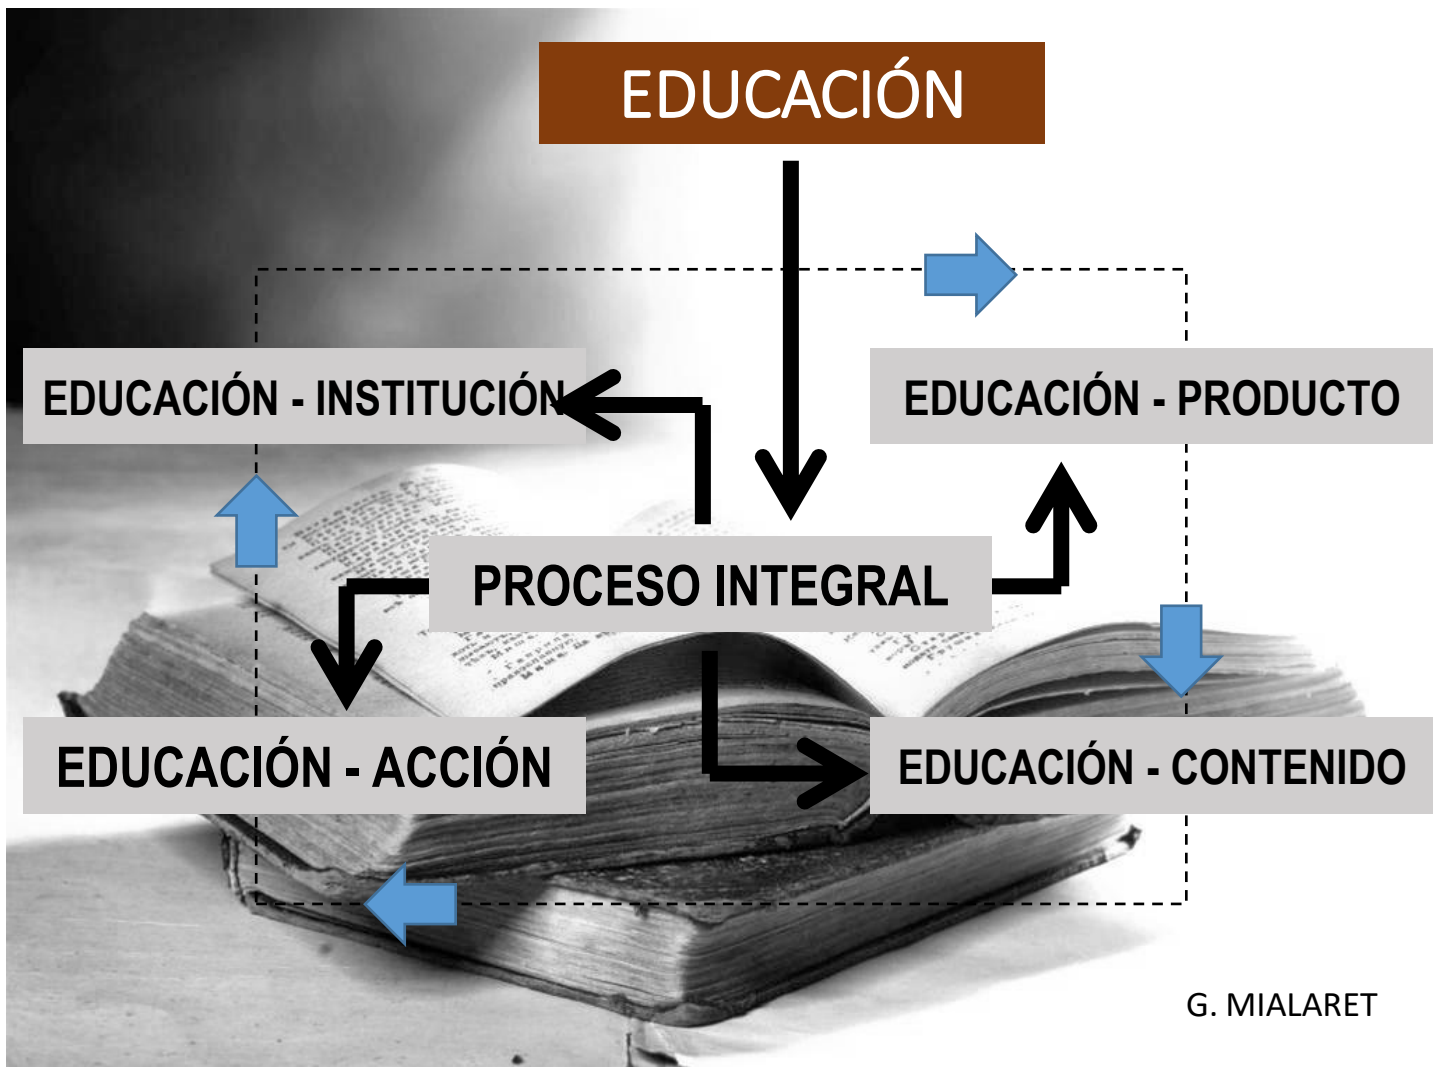 EDUCACIÓN
EDUCACIÓN - INSTITUCIÓN
EDUCACIÓN - PRODUCTO
PROCESO INTEGRAL
EDUCACIÓN - ACCIÓN
EDUCACIÓN - CONTENIDO
G. MIALARET